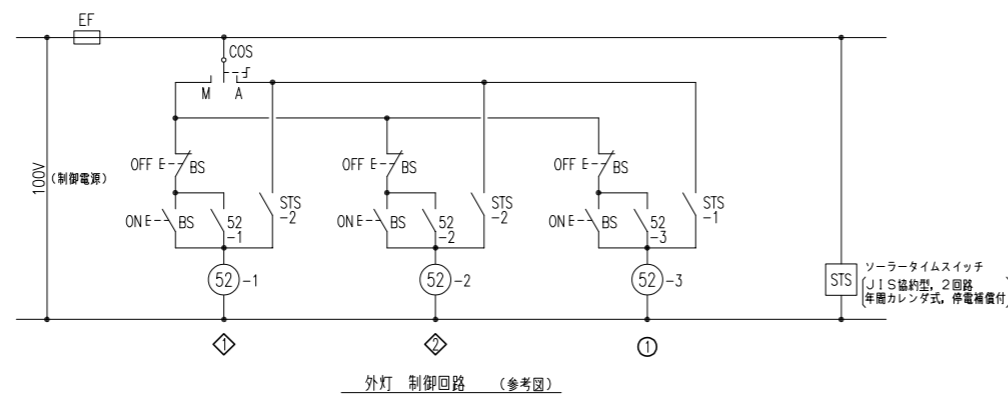 EF
COS
M A
100V
(制御電源)
OFF E BS
OFF E BS
OFF E BS
ON E BS
52
-1
STS
-2
ON E BS
52
-2
STS
-2
ON E BS
52
-3
STS
-1
52 -1
52 -2
52 -3
STS
ソーラータイムスイッチ
JIS協約型, 2回路
年間カレンダ式, 停電補償付
1
2
1
外灯 制御回路 (参考図)